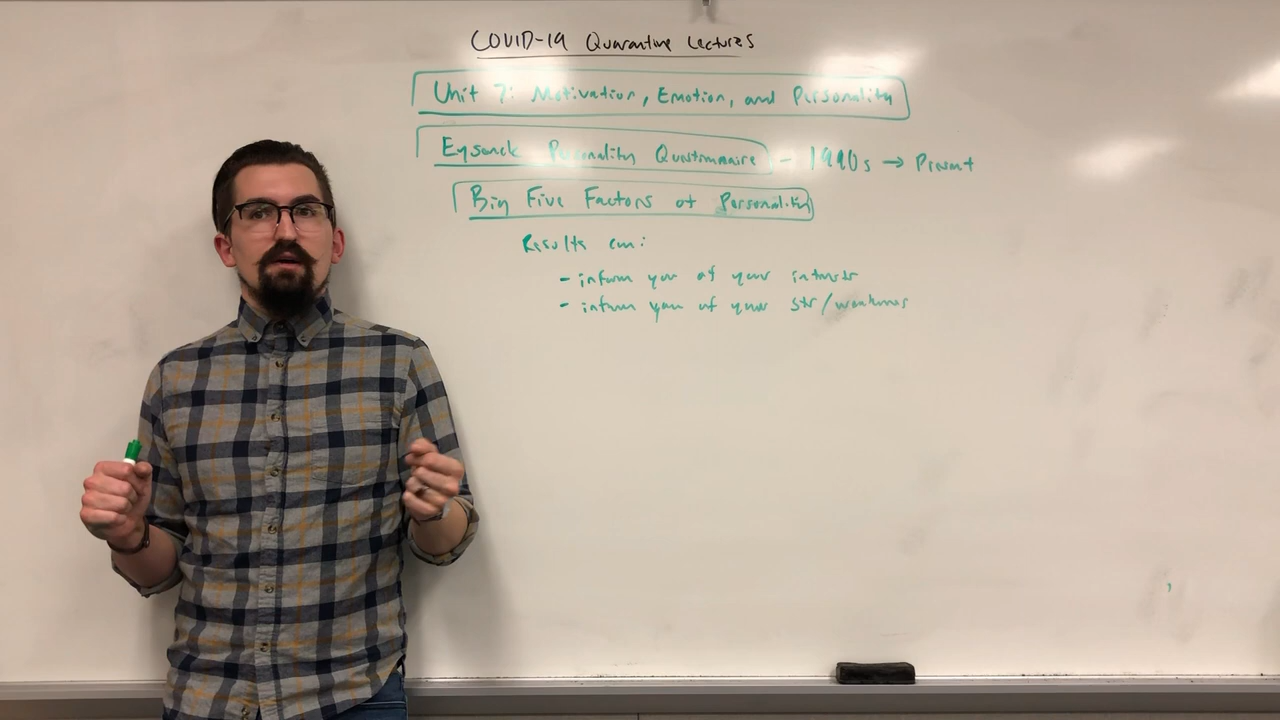 COVID-19 Quarantine Lectures
Unit 7: Motivation, Emotion, and Personality
Eysenck Personality Questionnaire - 1990s → Present
Big Five Factors of Personality
Results can:
- inform you of your interests
- inform you of your str/weaknesses